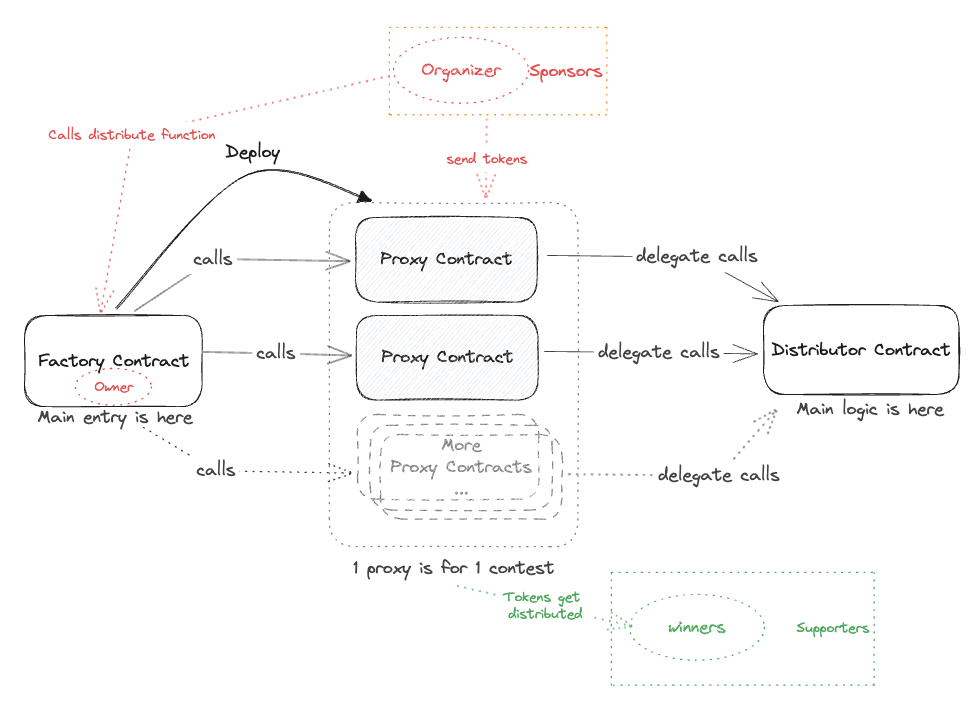 Organizer
Sponsors
Calls distribute function
Deploy
send tokens
calls
Proxy Contract
delegate calls
Factory Contract
Owner
Main entry is here
calls
Proxy Contract
delegate calls
Distributor Contract
Main logic is here
calls
More
Proxy Contracts
...
delegate calls
1 proxy is for 1 contest
Tokens get
distributed
winners
Supporters